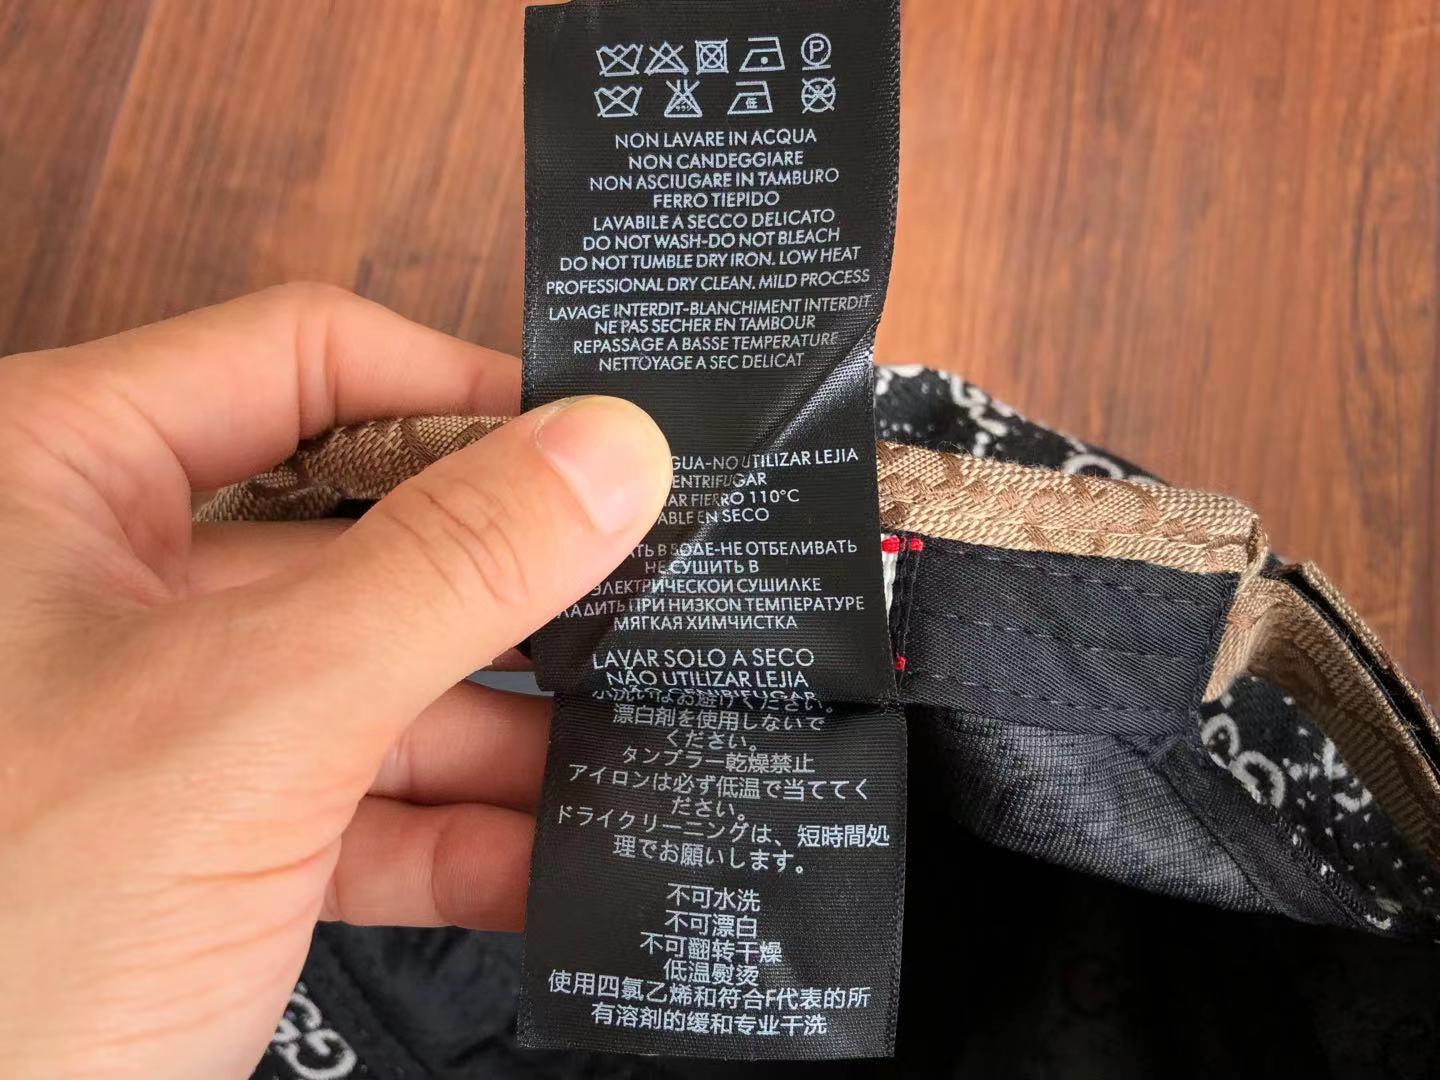 P
低
NON LAVARE IN ACQUA
NON CANDEGGIARE
NON ASCIUGARE IN TAMBURO
FERRO TIEPIDO
LAVABILE A SECCO DELICATO
DO NOT WASH-DO NOT BLEACH
DO NOT TUMBLE DRY IRON. LOW HEAT
PROFESSIONAL DRY CLEAN. MILD PROCESS
LAVAGE INTERDIT-BLANCHIMENT INTERDIT
NE PAS SECHER EN TAMBOUR
REPASSAGE A BASSE TEMPERATURE
NETTOYAGE A SEC DELICAT
GUA-NO UTILIZAR LEJIA
ENTRIFUGAR
AR FIERRO 110°C
ABLE EN SECO
ТЬ В ВОДЕ-НЕ ОТБЕЛИВАТЬ
НЕ СУШИТЬ В
ЭЛЕКТРИЧЕСКОИ СУШИЛКЕ
ЛАДИТЬ ПРИ НИЗКОN ТЕМПЕРАТУРЕ
МЯГКАЯ ХИМЧИСТКА
LAVAR SOLO A SECO
NÃO UTILIZAR LEJIA
漂白剤を使用しないで
ください。
タンブラー乾燥禁止
アイロンは必ず低温で当ててく
ださい。
ドライクリーニングは、短時間処
理でお願いします。
不可水洗
不可漂白
不可翻转干燥
低温熨烫
使用四氯乙烯和符合F代表的所
有溶剂的缓和专业干洗